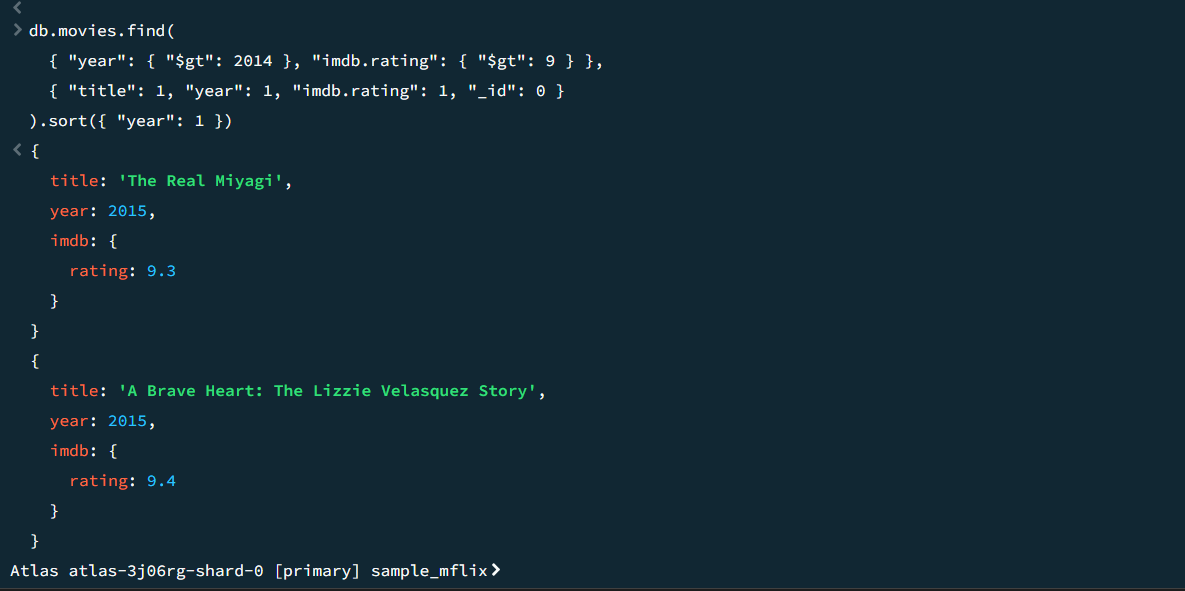 db.movies.find(
{ "year": { "$gt": 2014 }, "imdb.rating": { "$gt": 9 } },
{ "title": 1, "year": 1, "imdb.rating": 1, "_id": 0 }
).sort({ "year": 1 })
{
title: 'The Real Miyagi',
year: 2015,
imdb: {
rating: 9.3
}
}
{
title: 'A Brave Heart: The Lizzie Velasquez Story',
year: 2015,
imdb: {
rating: 9.4
}
}
Atlas atlas-3j06rg-shard-0 [primary] sample_mflix>